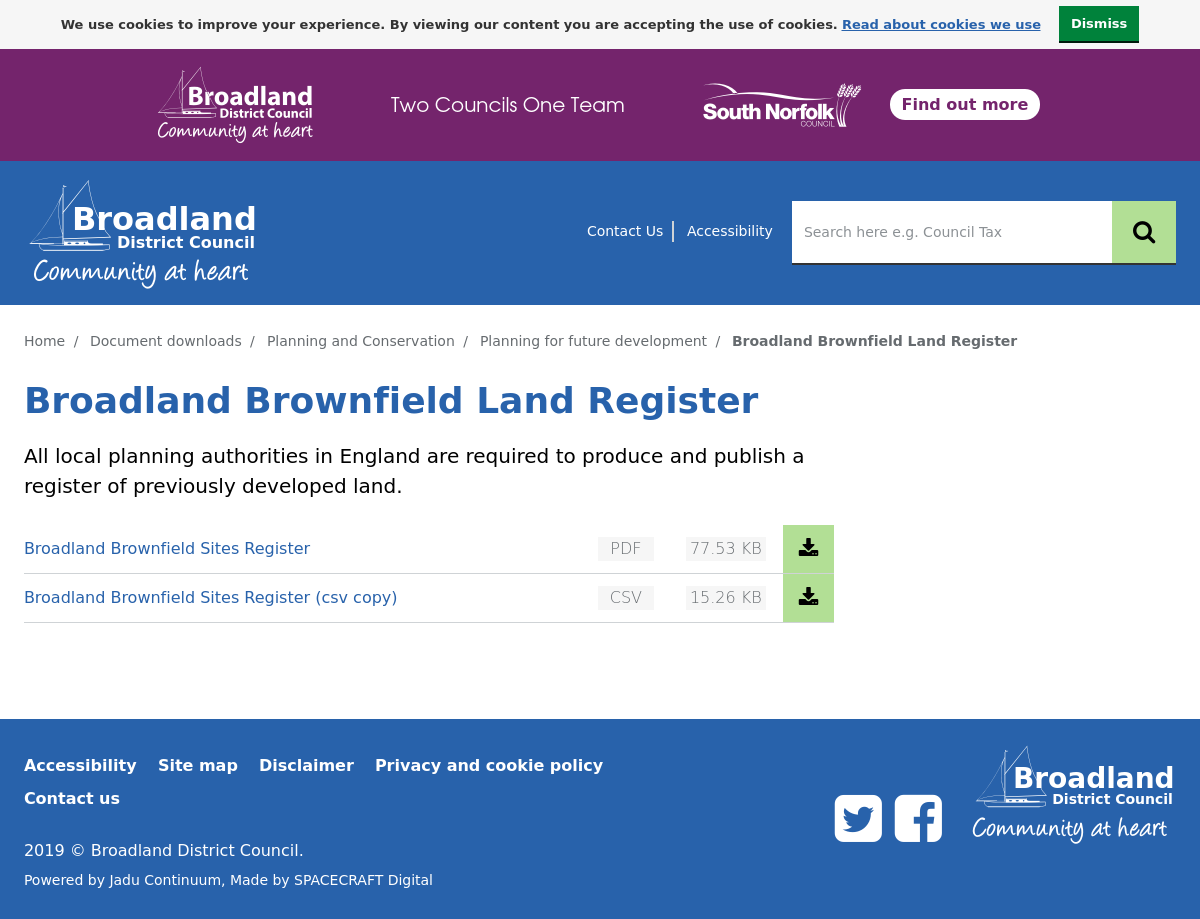 We use cookies to improve your experience. By viewing our content you are accepting the use of cookies. Read about cookies we use Dismiss
Broadland
District Council
Community at heart
Two Councils One Team
South Norfolk
COUNCIL
Find out more
Broadland
District Council
Community at heart
Contact Us
Accessibility
Search here e.g. Council Tax
Home / Document downloads / Planning and Conservation / Planning for future development / Broadland Brownfield Land Register
Broadland Brownfield Land Register
All local planning authorities in England are required to produce and publish a
register of previously developed land.
Broadland Brownfield Sites Register PDF 77.53 KB
Broadland Brownfield Sites Register (csv copy) CSV 15.26 KB
Accessibility Site map Disclaimer Privacy and cookie policy
Contact us
2019 © Broadland District Council.
Powered by Jadu Continuum, Made by SPACECRAFT Digital
Broadland
District Council
Community at heart